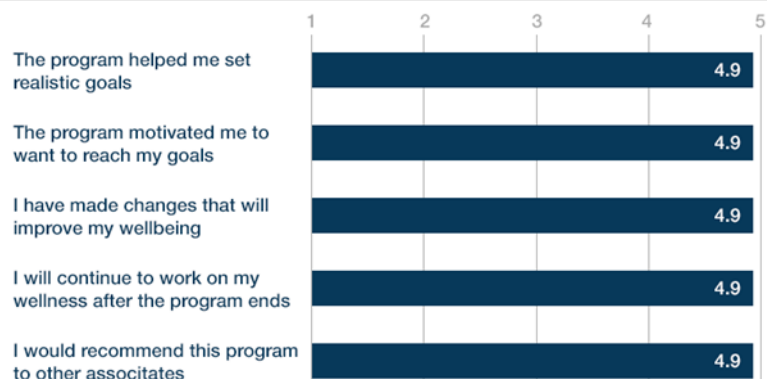 1 2 3 4 5
The program helped me set
realistic goals
4.9
The program motivated me to
want to reach my goals
4.9
I have made changes that will
improve my wellbeing
4.9
I will continue to work on my
wellness after the program ends
4.9
I would recommend this program
to other associtates
4.9